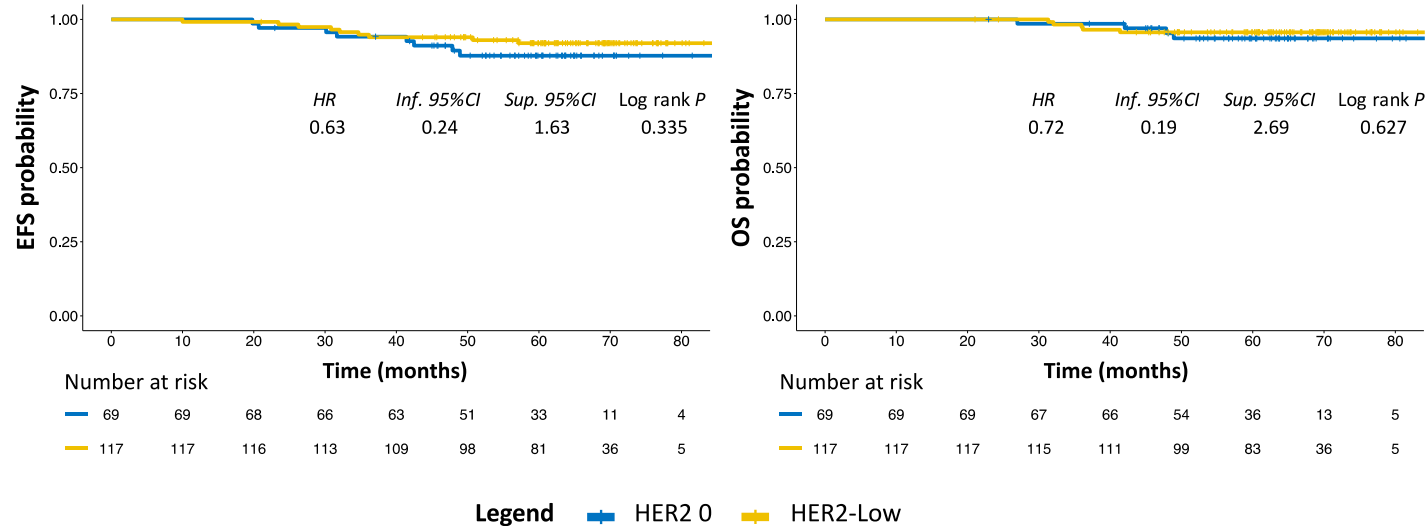 EFS probability
1.00
0.75
0.50
0.25
0.00
HR Inf. 95%CI Sup. 95%CI Log rank P
0.63 0.24 1.63 0.335
0 10 20 30 40 50 60 70 80
Time (months)
Number at risk
69 69 68 66 63 51 33 11 4
117 117 116 113 109 98 81 36 5
OS probability
1.00
0.75
0.50
0.25
0.00
HR Inf. 95%CI Sup. 95%CI Log rank P
0.72 0.19 2.69 0.627
0 10 20 30 40 50 60 70 80
Time (months)
Number at risk
69 69 69 67 66 54 36 13 5
117 117 117 115 111 99 83 36 5
Legend HER2 0 HER2-Low